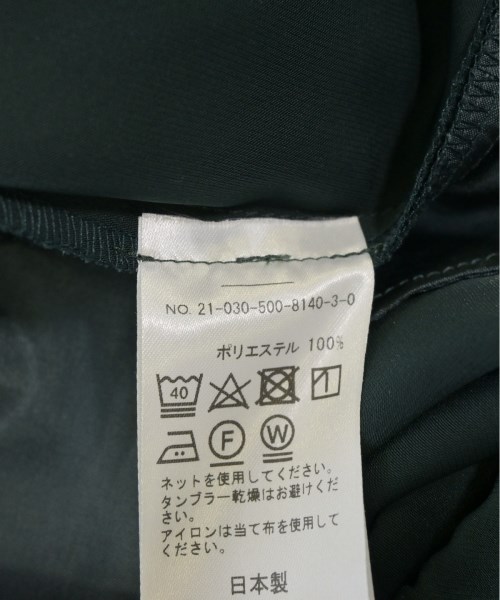 NO. 21-030-500-8140-3-0
ポリエステル 100%
40
F W
ネットを使用してください。
タンブラー乾燥はお避けくだ
さい。
アイロンは当て布を使用して
ください。
日本製